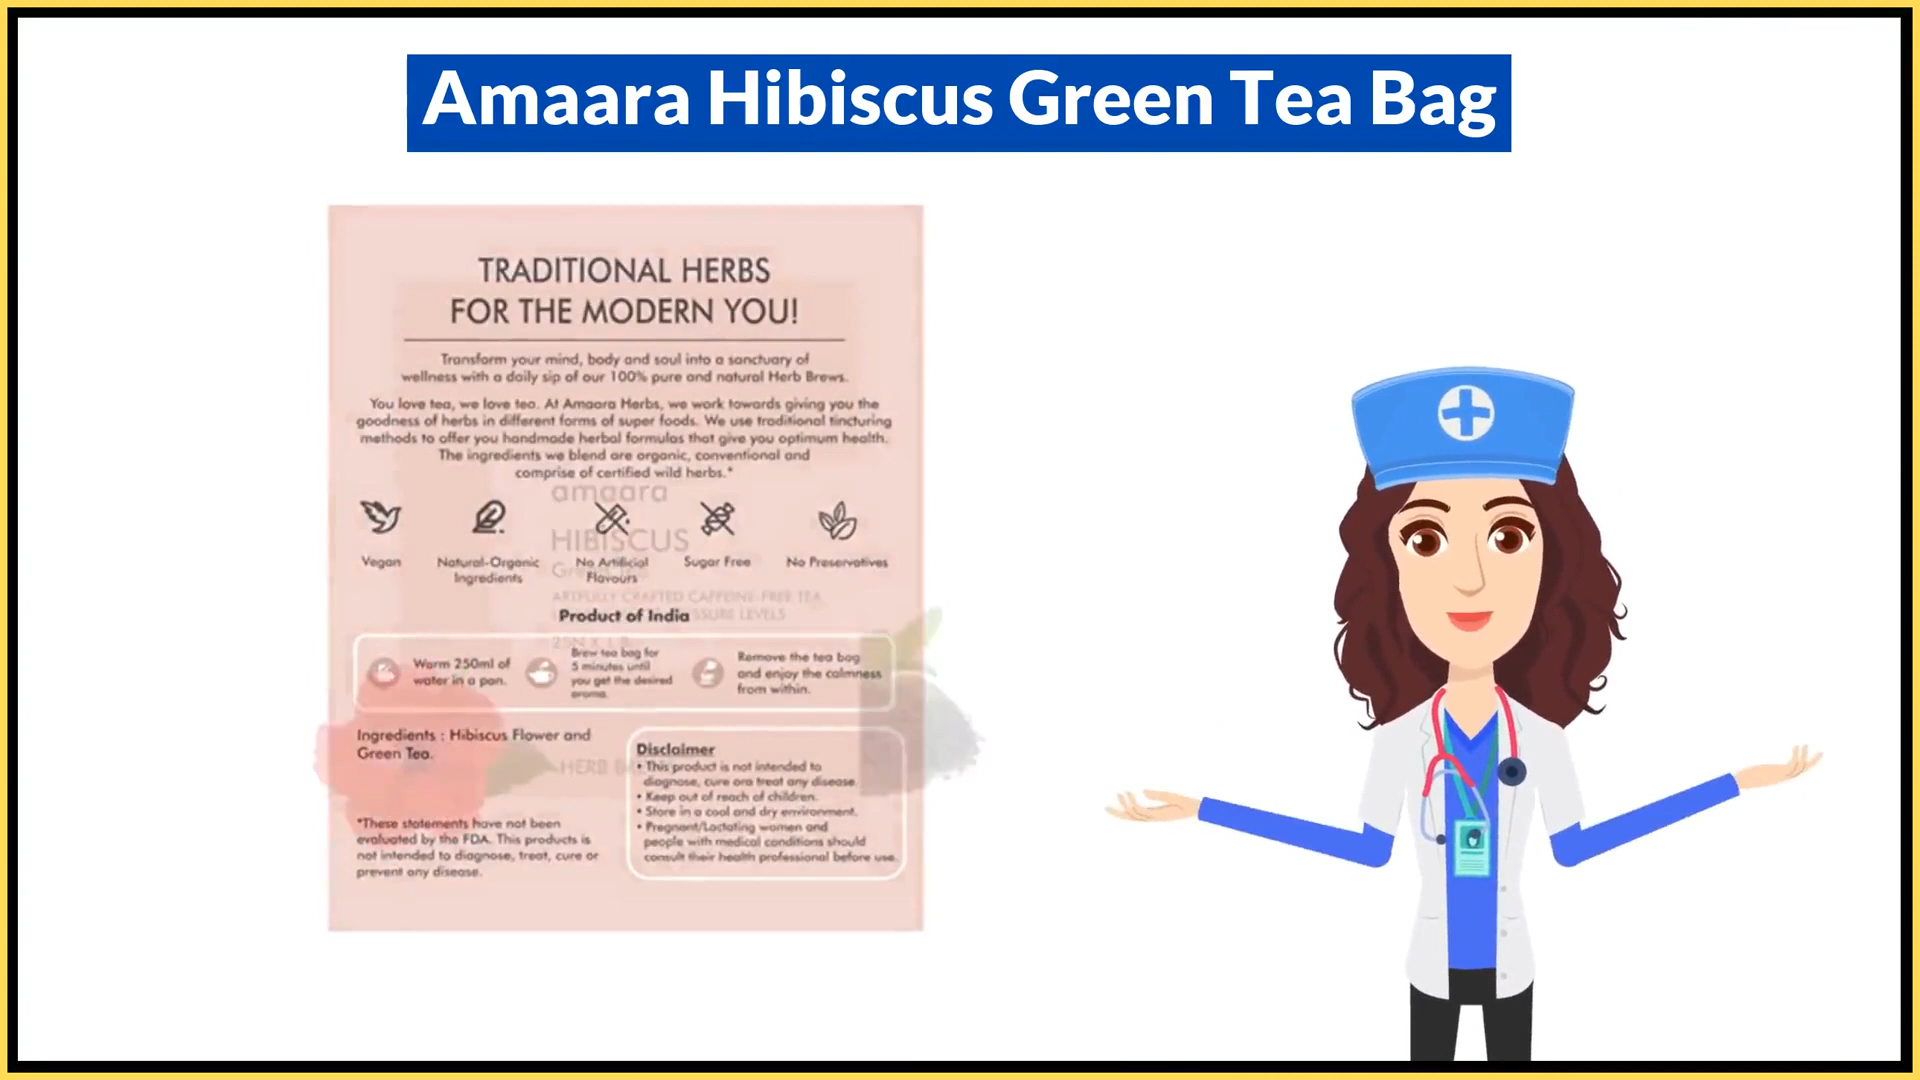 Amaara Hibiscus Green Tea Bag
TRADITIONAL HERBS
FOR THE MODERN YOU!
Transform your mind, body and soul into a sanctuary of
wellness with a daily sip of our 100% pure and natural Herb Brews.
You love tea, we love tea. At Amaara Herbs, we work towards giving you the
goodness of herbs in different forms of super foods. We use traditional tincturing
methods to offer you handmade herbal formulas that give you optimum health.
The ingredients we blend are organic, conventional and
comprise of certified wild herbs.*
amaara
HIBISCUS
Vegan
Natural-Organic
Ingredients
No Artificial
Flavours
Sugar Free
No Preservatives
ARTFULLY CRAFTED CAFFEINE-FREE TEA
LEVELS
Product of India
Warm 250ml of
water in a pan.
Brew tea bag for
5 minutes until
you get the desired
aroma.
Remove the tea bag
and enjoy the calmness
from within.
Ingredients : Hibiscus Flower and
Green Tea.
HERB
Disclaimer
• This product is not intended to
diagnose, cure ora treat any disease.
• Keep out of reach of children.
• Store in a cool and dry environment.
• Pregnant/Lactating women and
people with medical conditions should
consult their health professional before use.
*These statements have not been
evaluated by the FDA. This products is
not intended to diagnose, treat, cure or
prevent any disease.